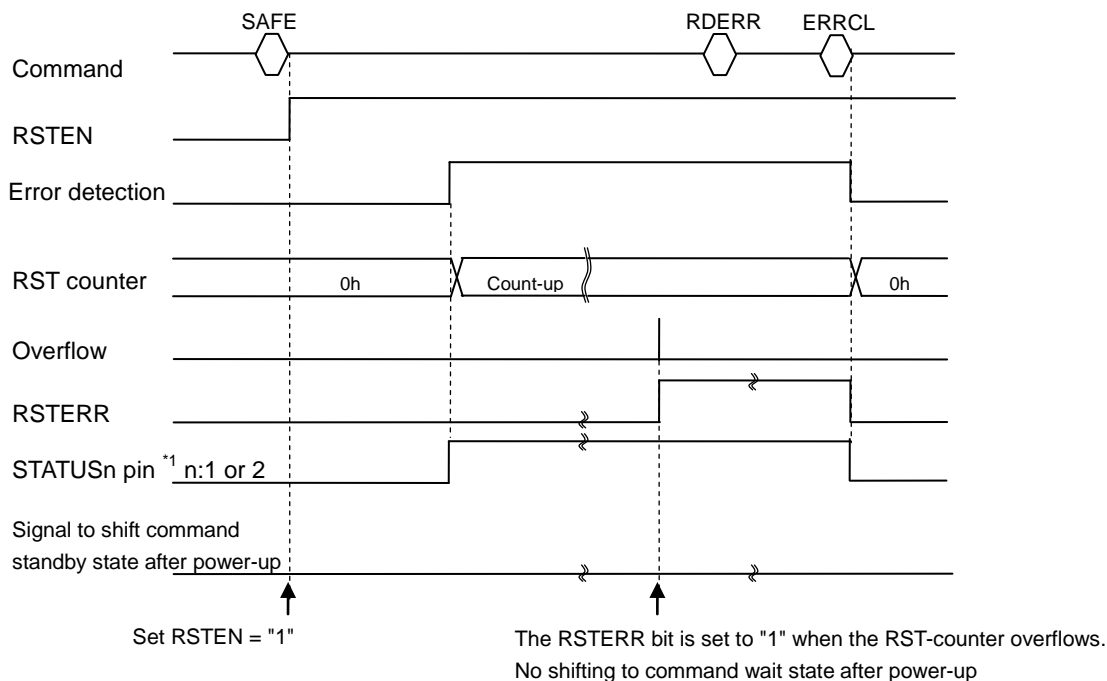 SAFE RDERR ERRCL
Command
RSTEN
Error detection
RST counter 0h Count-up 0h
Overflow
RSTERR
STATUSn pin *1 n:1 or 2
Signal to shift command
standby state after power-up
Set RSTEN = "1"
The RSTERR bit is set to "1" when the RST-counter overflows.
No shifting to command wait state after power-up